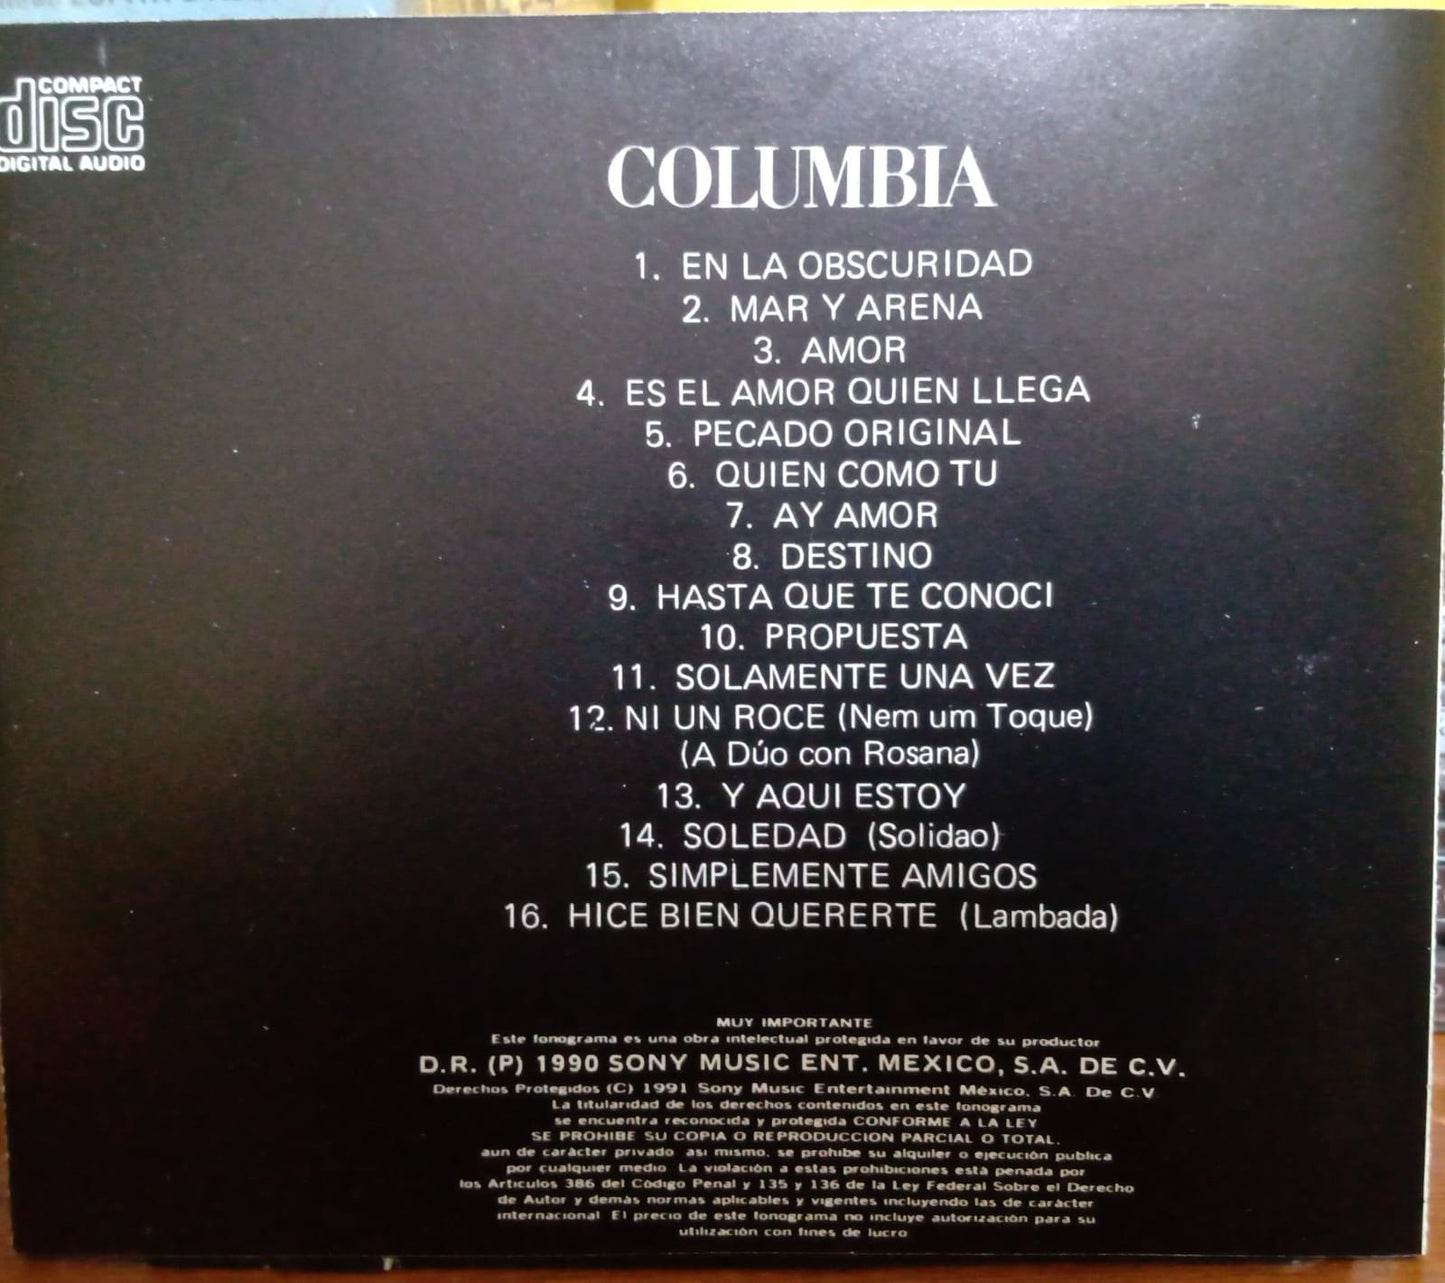 COMPACT
disc
DIGITAL AUDIO
COLUMBIA
1. EN LA OBSCURIDAD
2. MAR Y ARENA
3. AMOR
4. ES EL AMOR QUIEN LLEGA
5. PECADO ORIGINAL
6. QUIEN COMO TU
7. AY AMOR
8. DESTINO
9. HASTA QUE TE CONOCI
10. PROPUESTA
11. SOLAMENTE UNA VEZ
12. NI UN ROCE (Nem um Toque)
(A Dúo con Rosana)
13. Y AQUI ESTOY
14. SOLEDAD (Solidao)
15. SIMPLEMENTE AMIGOS
16. HICE BIEN QUERERTE (Lambada)
MUY IMPORTANTE
Este fonograma es una obra intelectual protegida en favor de su productor
D.R. (P) 1990 SONY MUSIC ENT. MEXICO, S.A. DE C.V.
Derechos Protegidos (C) 1991 Sony Music Entertainment México, S.A. De C.V
La titularidad de los derechos contenidos en este fonograma
se encuentra reconocida y protegida CONFORME A LA LEY
SE PROHIBE SU COPIA O REPRODUCCION PARCIAL O TOTAL,
aun de carácter privado así mismo, se prohibe su alquiler o ejecución publica
por cualquier medio La violación a estas prohibiciones está penada por
los Artículos 386 del Código Penal y 135 y 136 de la Ley Federal Sobre el Derecho
de Autor y demás normas aplicables y vigentes incluyendo las de carácter
internacional El precio de este fonograma no incluye autorización para su
utilización con fines de lucro